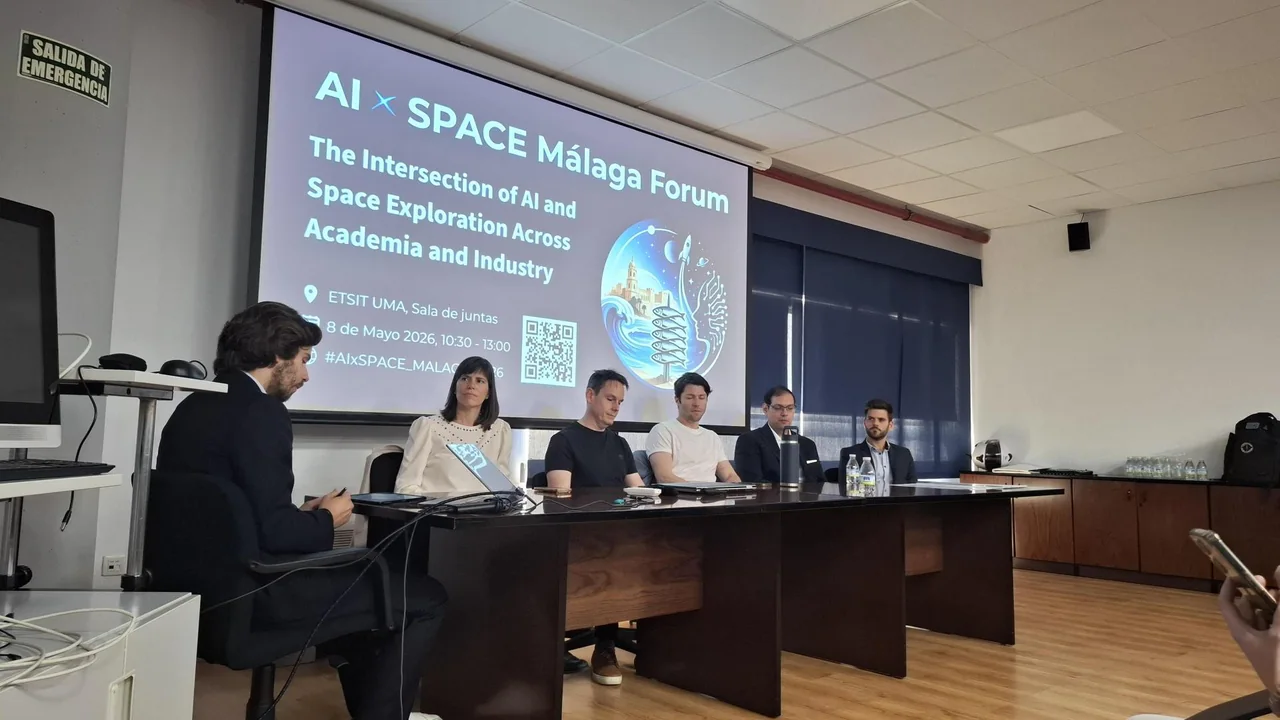 SALIDA DE
EMERGENCIA
AI x SPACE Málaga Forum
The Intersection of AI and
Space Exploration Across
Academia and Industry
ETSIT UMA, Sala de juntas
8 de Mayo 2026, 10:30 - 13:00